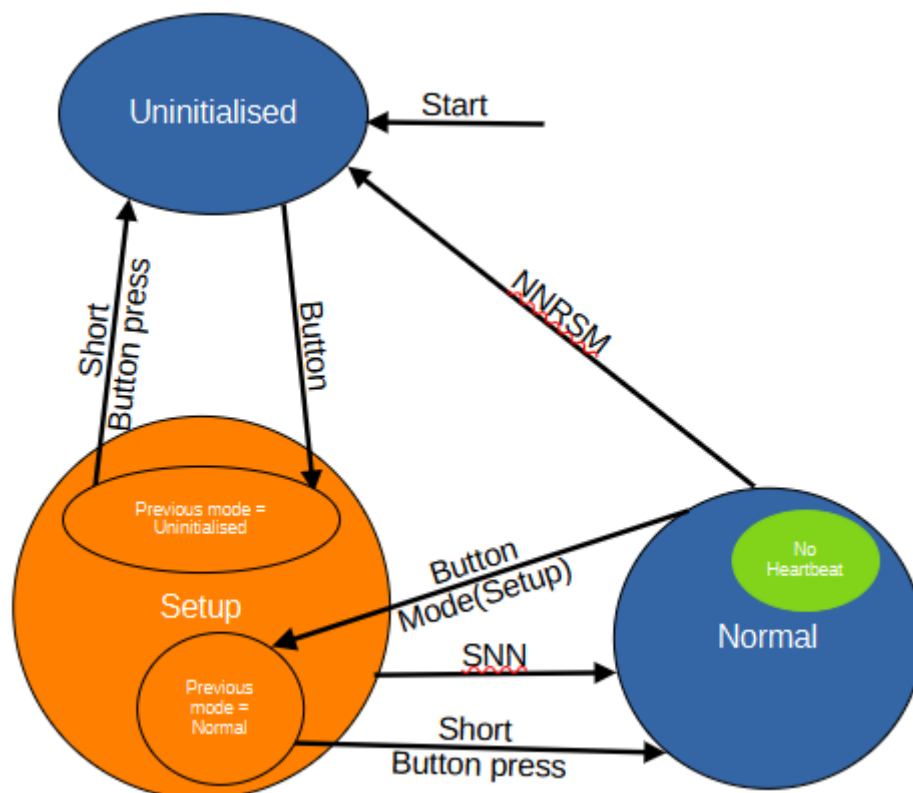 Uninitialised
Start
NNRSM
Short
Button press
Button
Previous mode =
Uninitialised
Setup
Button
Mode(Setup)
No
Heartbeat
Normal
SNN
Previous
mode =
Normal
Short
Button press